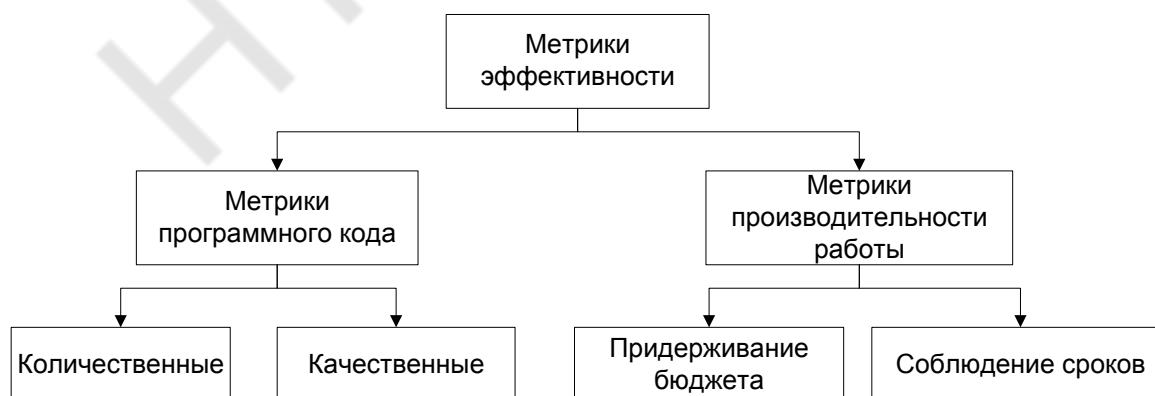 Метрики
эффективности
Метрики
программного кода
Метрики
производительности
работы
Количественные
Качественные
Придерживание
бюджета
Соблюдение сроков